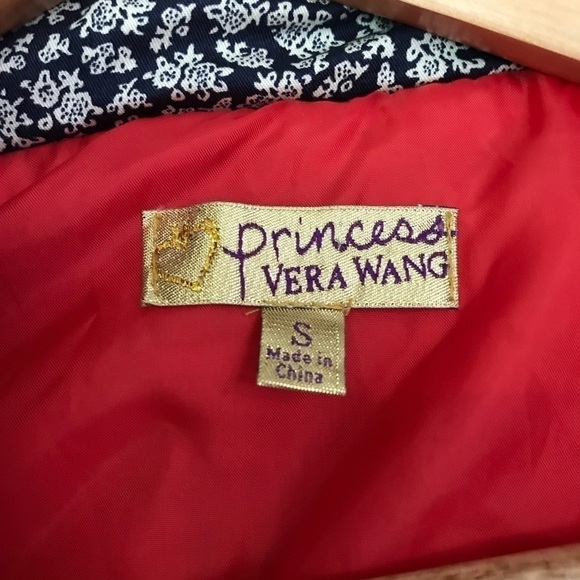 princess
VERA WANG
S
Made in
China